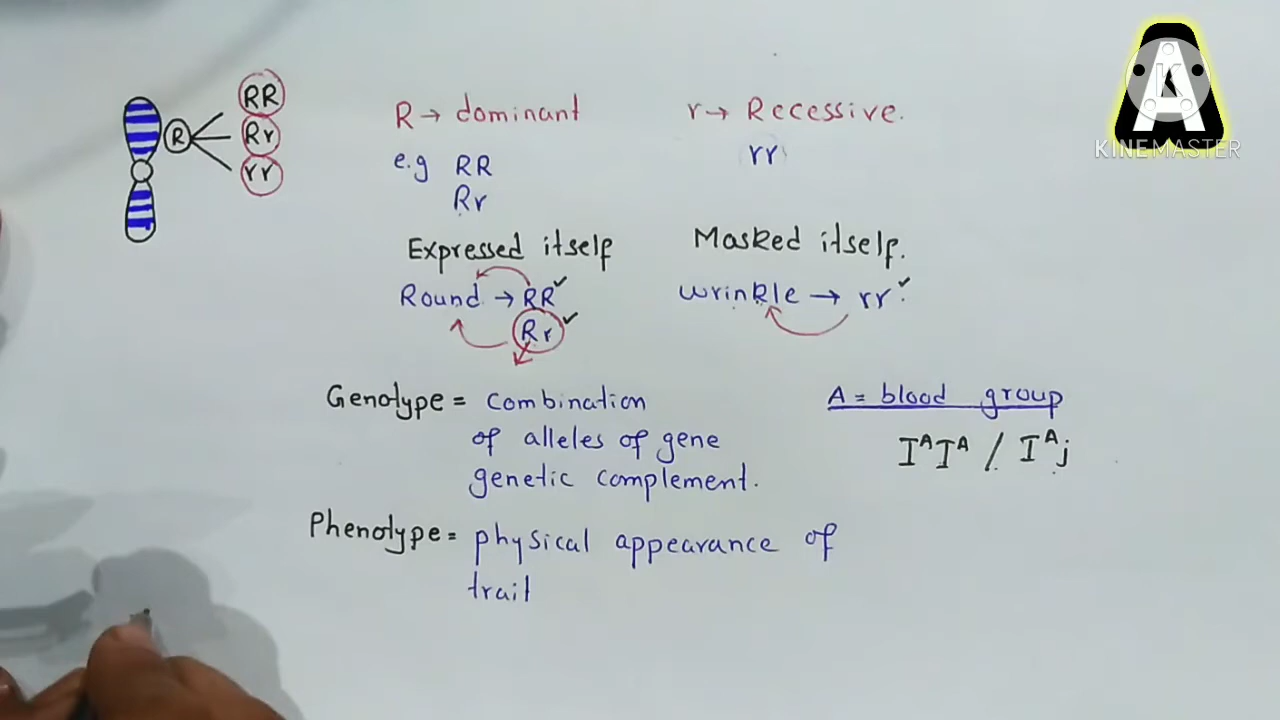 RR
R
Rr
rr
R → dominant
r → Recessive.
e.g RR
Rr
rr
Expressed itself
Masked itself.
Round → RR ✓
Rr ✓
wrinkle → rr ✓
Genotype = combination
of alleles of gene
genetic complement.
A = blood group
IᴬIᴬ / Iᴬj
Phenotype = physical appearance of
trait
A
K
KINEMASTER